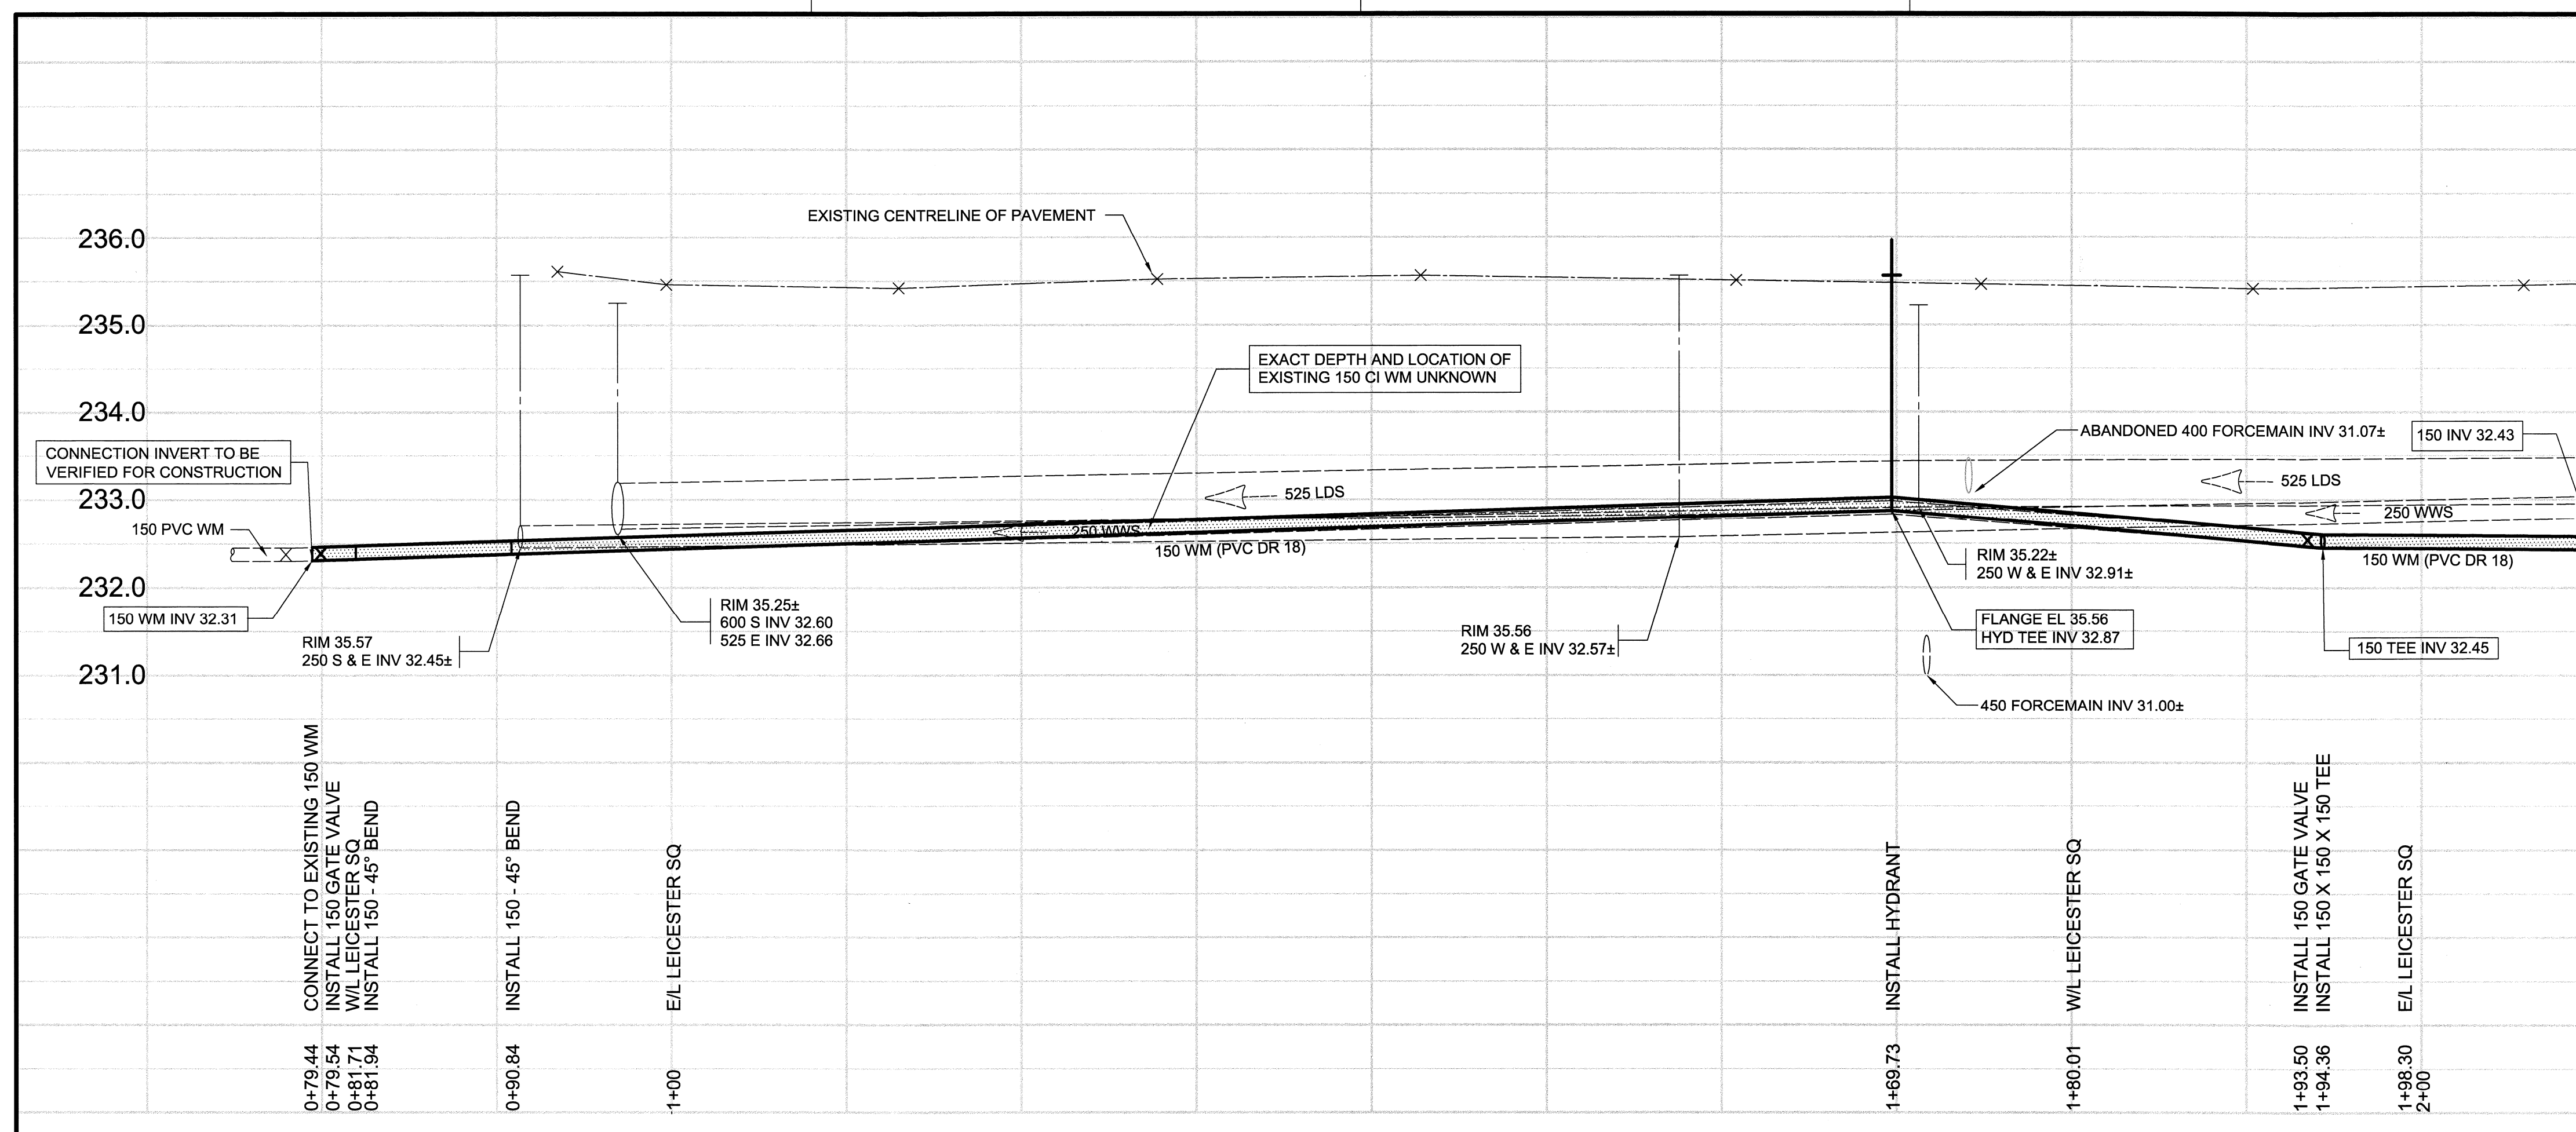 EXISTING CENTRELINE OF PAVEMENT
236.0
235.0
234.0
233.0
232.0
231.0
EXACT DEPTH AND LOCATION OF
EXISTING 150 CI WM UNKNOWN
CONNECTION INVERT TO BE
VERIFIED FOR CONSTRUCTION
150 PVC WM
150 WM INV 32.31
RIM 35.57
250 S & E INV 32.45±
RIM 35.25±
600 S INV 32.60
525 E INV 32.66
525 LDS
250 WWS
150 WM (PVC DR 18)
RIM 35.56
250 W & E INV 32.57±
ABANDONED 400 FORCEMAIN INV 31.07±
150 INV 32.43
525 LDS
250 WWS
RIM 35.22±
250 W & E INV 32.91±
150 WM (PVC DR 18)
FLANGE EL 35.56
HYD TEE INV 32.87
150 TEE INV 32.45
450 FORCEMAIN INV 31.00±
0+79.44 CONNECT TO EXISTING 150 WM
0+79.54 INSTALL 150 GATE VALVE
0+81.71 W/L LEICESTER SQ
0+81.94 INSTALL 150 - 45° BEND
0+90.84 INSTALL 150 - 45° BEND
1+00 E/L LEICESTER SQ
1+69.73 INSTALL HYDRANT
1+80.01 W/L LEICESTER SQ
1+93.50 INSTALL 150 GATE VALVE
1+94.36 INSTALL 150 X 150 X 150 TEE
1+98.30 E/L LEICESTER SQ
2+00